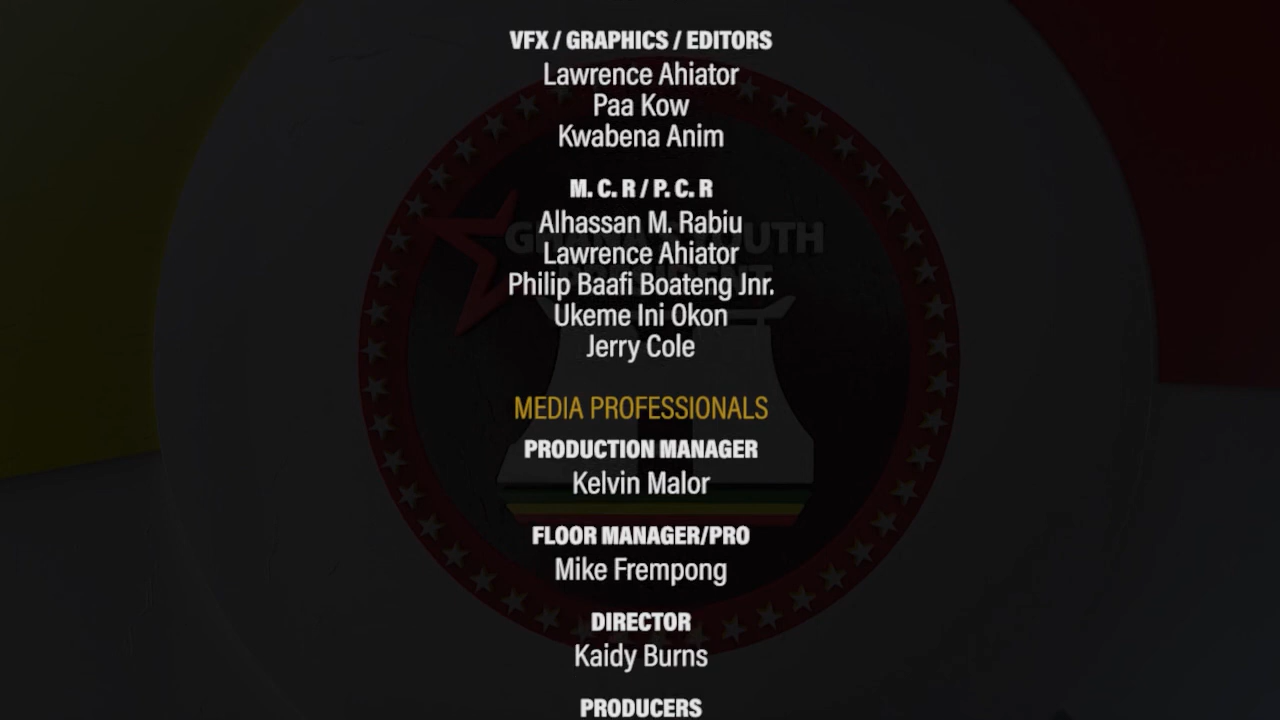 VFX / GRAPHICS / EDITORS
Lawrence Ahiator
Paa Kow
Kwabena Anim
M. C. R / P. C. R
Alhassan M. Rabiu
Lawrence Ahiator
Philip Baafi Boateng Jnr.
Ukeme Ini Okon
Jerry Cole
MEDIA PROFESSIONALS
PRODUCTION MANAGER
Kelvin Malor
FLOOR MANAGER/PRO
Mike Frempong
DIRECTOR
Kaidy Burns
PRODUCERS